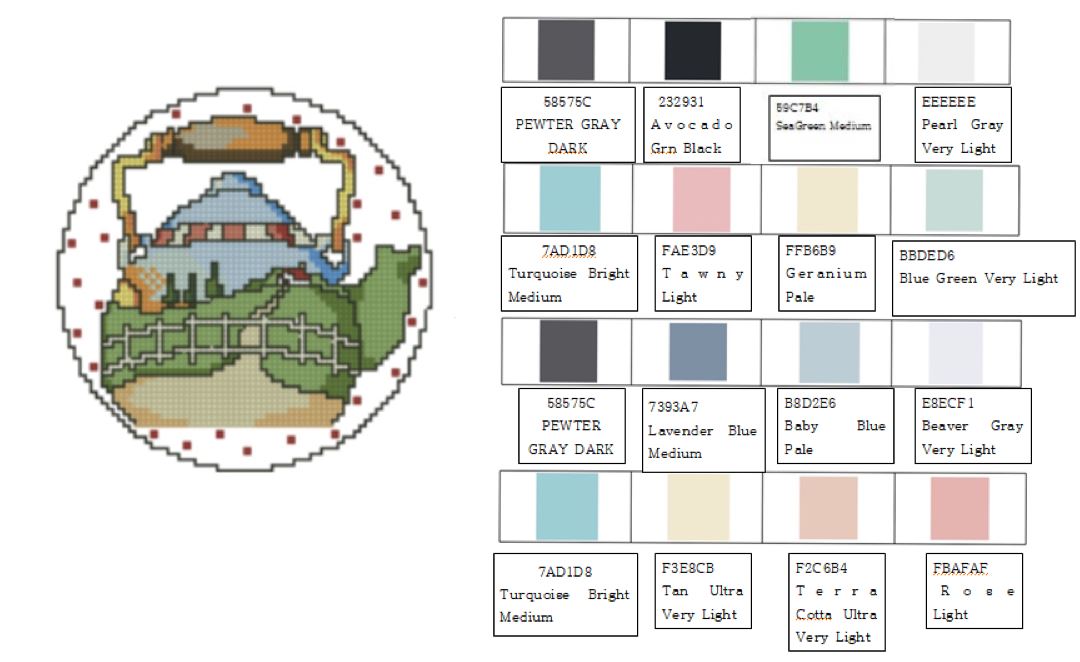 58575C
PEWTER GRAY
DARK
232931
Avocado
Grn Black
59C7B4
SeaGreen Medium
EEEEEE
Pearl Gray
Very Light
7AD1D8
Turquoise Bright
Medium
FAE3D9
Tawny
Light
FFB6B9
Geranium
Pale
BBDED6
Blue Green Very Light
58575C
PEWTER
GRAY DARK
7393A7
Lavender Blue
Medium
B8D2E6
Baby Blue
Pale
E8ECF1
Beaver Gray
Very Light
7AD1D8
Turquoise Bright
Medium
F3E8CB
Tan Ultra
Very Light
F2C6B4
Terra
Cotta Ultra
Very Light
FBAFAF
Rose
Light